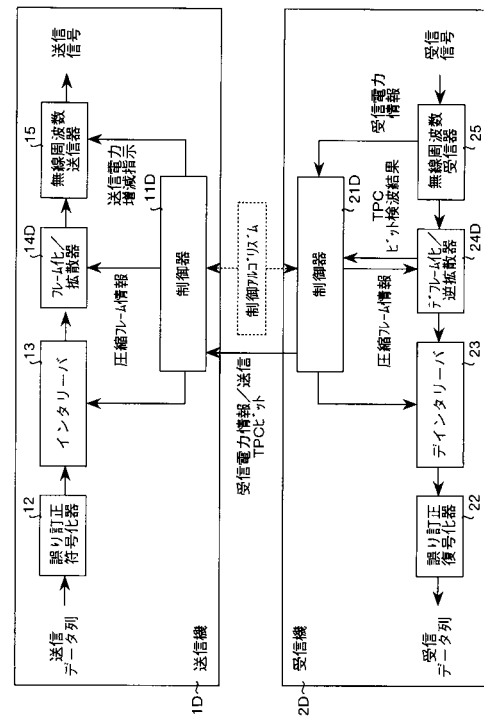 1D
送信機
送信
データ列
12
誤り訂正
符号化器
13
インタリーバ
14D
フレーム化/
拡散器
15
無線周波数
送信器
送信
信号
圧縮フレーム情報
送信電力
増減指示
11D
制御器
制御アルゴリズム
受信電力情報/送信
TPCビット
2D
受信機
21D
制御器
圧縮フレーム情報
TPC
ビット検波結果
受信電力
情報
受信
データ列
誤り訂正
復号化器
22
デインタリーバ
23
デフレーム化/
逆拡散器
24D
無線周波数
受信器
25
受信
信号